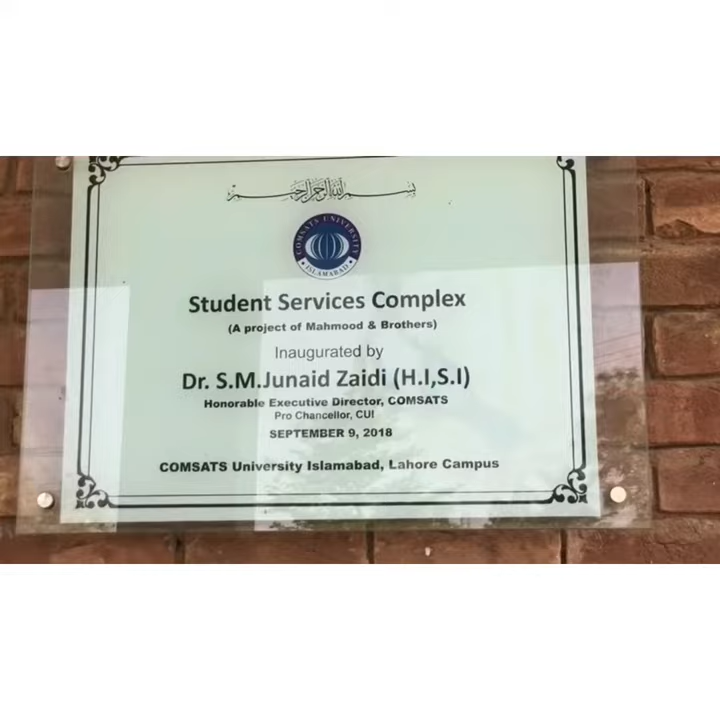 بسم الله الرحمن الرحيم
COMSATS UNIVERSITY
ISLAMABAD
Student Services Complex
(A project of Mahmood & Brothers)
Inaugurated by
Dr. S.M.Junaid Zaidi (H.I,S.I)
Honorable Executive Director, COMSATS
Pro Chancellor, CUI
SEPTEMBER 9, 2018
COMSATS University Islamabad, Lahore Campus